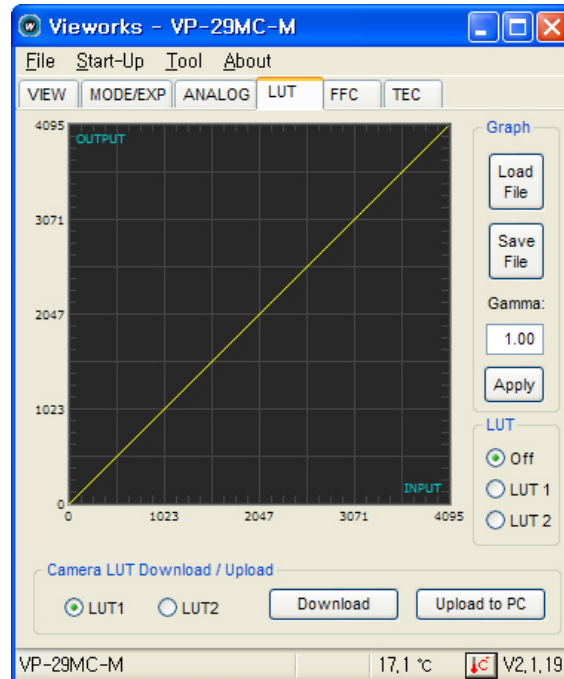 Vieworks - VP-29MC-M
File Start-Up Tool About
VIEW MODE/EXP ANALOG LUT FFC TEC
4095
OUTPUT
3071
2047
1023
0
INPUT
0 1023 2047 3071 4095
Graph
Load
File
Save
File
Gamma:
1.00
Apply
LUT
Off
LUT 1
LUT 2
Camera LUT Download / Upload
LUT1 LUT2 Download Upload to PC
VP-29MC-M 17,1 ℃ C V2,1,19